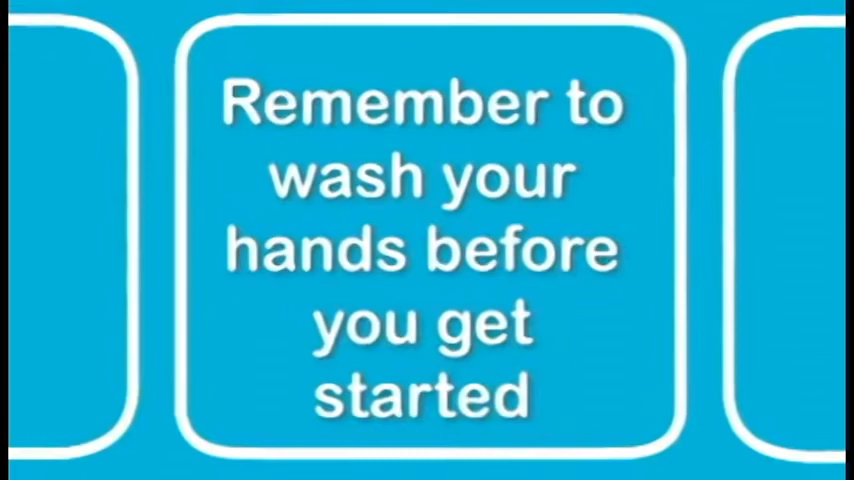 Remember to
wash your
hands before
you get
started